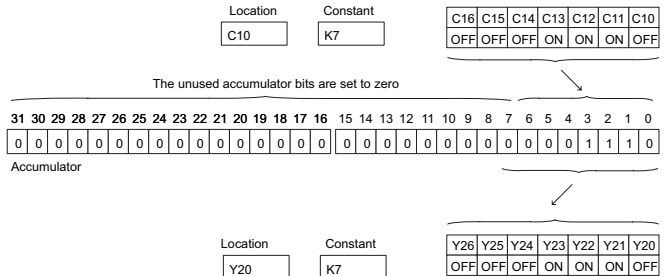 Location Constant
C10 K7
C16 C15 C14 C13 C12 C11 C10
OFF OFF OFF ON ON ON OFF
The unused accumulator bits are set to zero
31 30 29 28 27 26 25 24 23 22 21 20 19 18 17 16 15 14 13 12 11 10 9 8 7 6 5 4 3 2 1 0
0 0 0 0 0 0 0 0 0 0 0 0 0 0 0 0 0 0 0 0 0 0 0 0 0 0 0 0 1 1 1 0
Accumulator
Location Constant
Y20 K7
Y26 Y25 Y24 Y23 Y22 Y21 Y20
OFF OFF OFF ON ON ON OFF